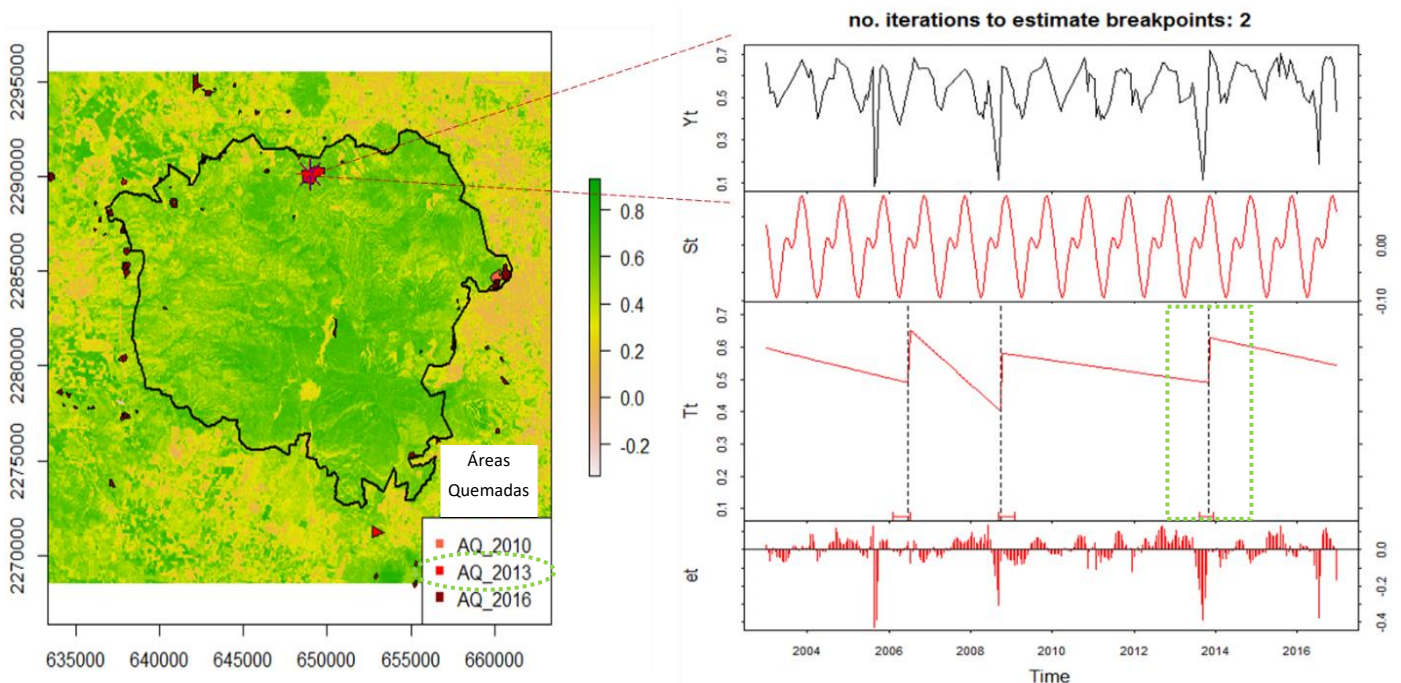 no. iterations to estimate breakpoints: 2
2295000
2290000
2285000
2280000
2275000
2270000
635000 640000 645000 650000 655000 660000
0.8
0.6
0.4
0.2
0.0
-0.2
Áreas
Quemadas
AQ_2010
AQ_2013
AQ_2016
Yt
0.7
0.5
0.3
0.1
St
0.00
-0.10
Tt
0.7
0.6
0.5
0.4
0.3
0.2
0.1
et
0.0
-0.2
-0.4
2004 2006 2008 2010 2012 2014 2016
Time